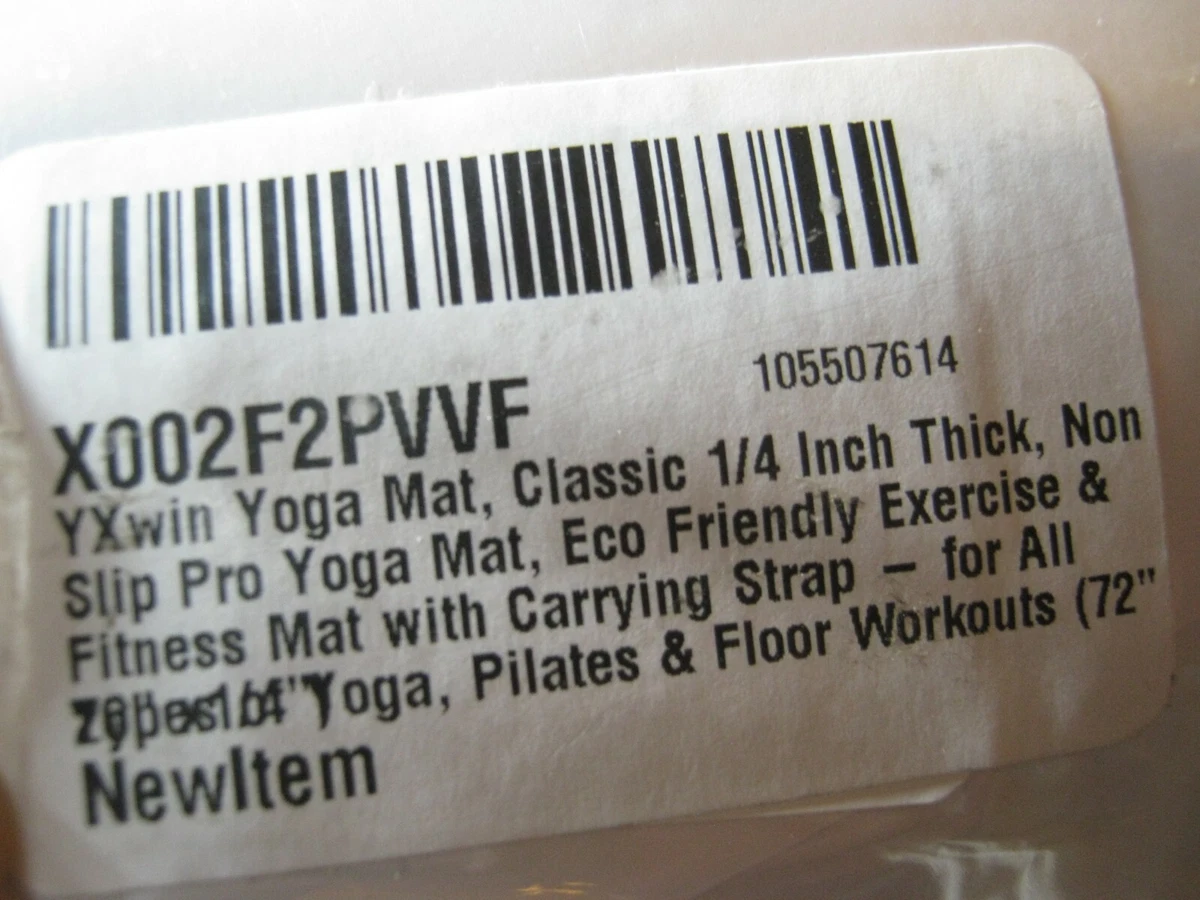 105507614
X002F2PVVF
YXwin Yoga Mat, Classic 1/4 Inch Thick, Non
Slip Pro Yoga Mat, Eco Friendly Exercise &
Fitness Mat with Carrying Strap – for All
Yoga, Pilates & Floor Workouts (72"
NewItem